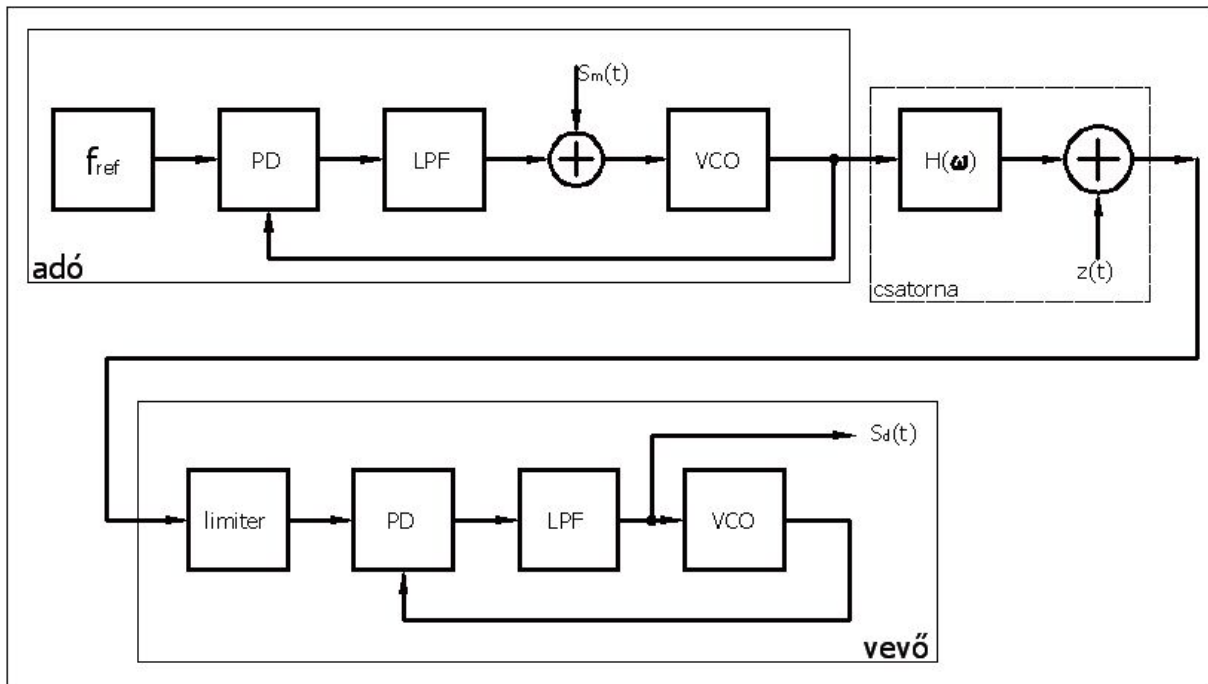 Sm(t)
fref
PD
LPF
VCO
H(ω)
z(t)
adó
csatorna
Sd(t)
limiter
PD
LPF
VCO
vevő